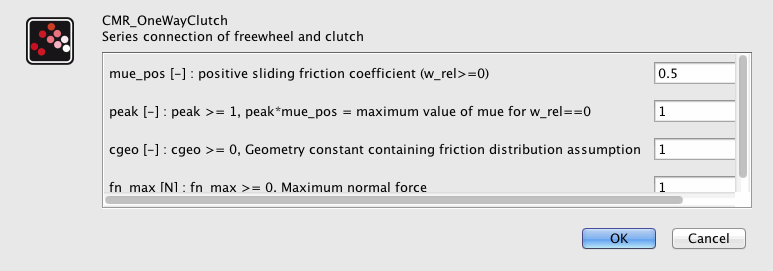 CMR_OneWayClutch
Series connection of freewheel and clutch
mue_pos [-] : positive sliding friction coefficient (w_rel>=0) 0.5
peak [-] : peak >= 1, peak*mue_pos = maximum value of mue for w_rel==0 1
cgeo [-] : cgeo >= 0, Geometry constant containing friction distribution assumption 1
fn_max [N] : fn_max >= 0. Maximum normal force 1
OK Cancel